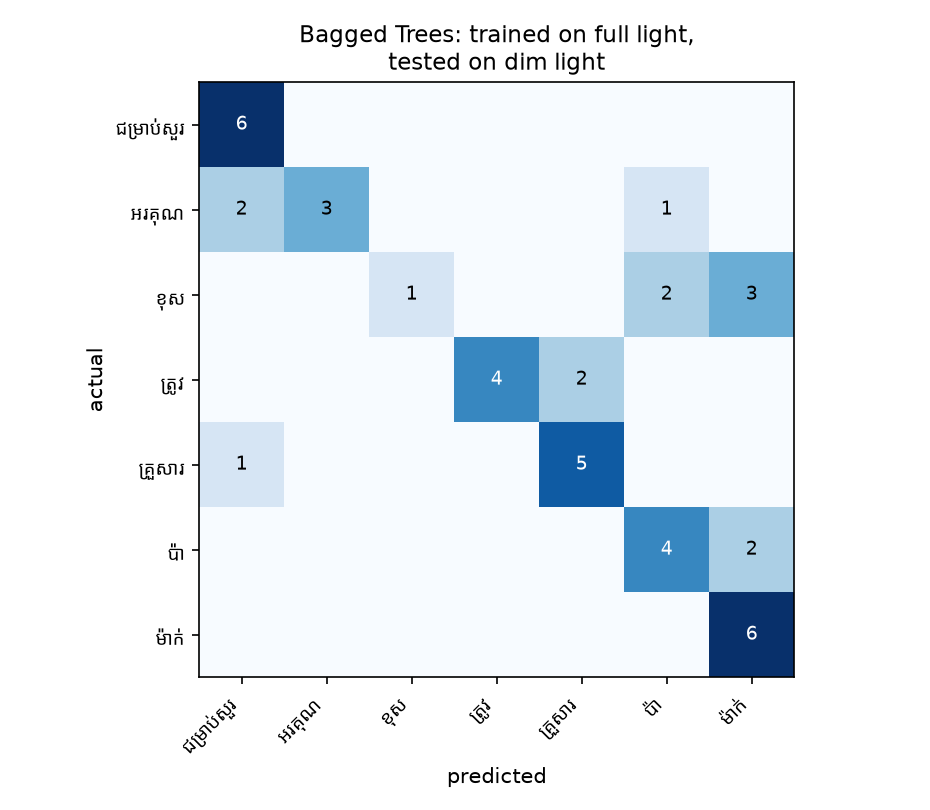 Bagged Trees: trained on full light,
tested on dim light
ជម្រាប់សួរ
6
អរគុណ
2 3 1
ខុស
1 2 3
ត្រូវ
4 2
គ្រួសារ
1 5
ប៉ា
4 2
ម៉ាក់
6
actual
ជម្រាប់សួរ អរគុណ ខុស ត្រូវ គ្រួសារ ប៉ា ម៉ាក់
predicted